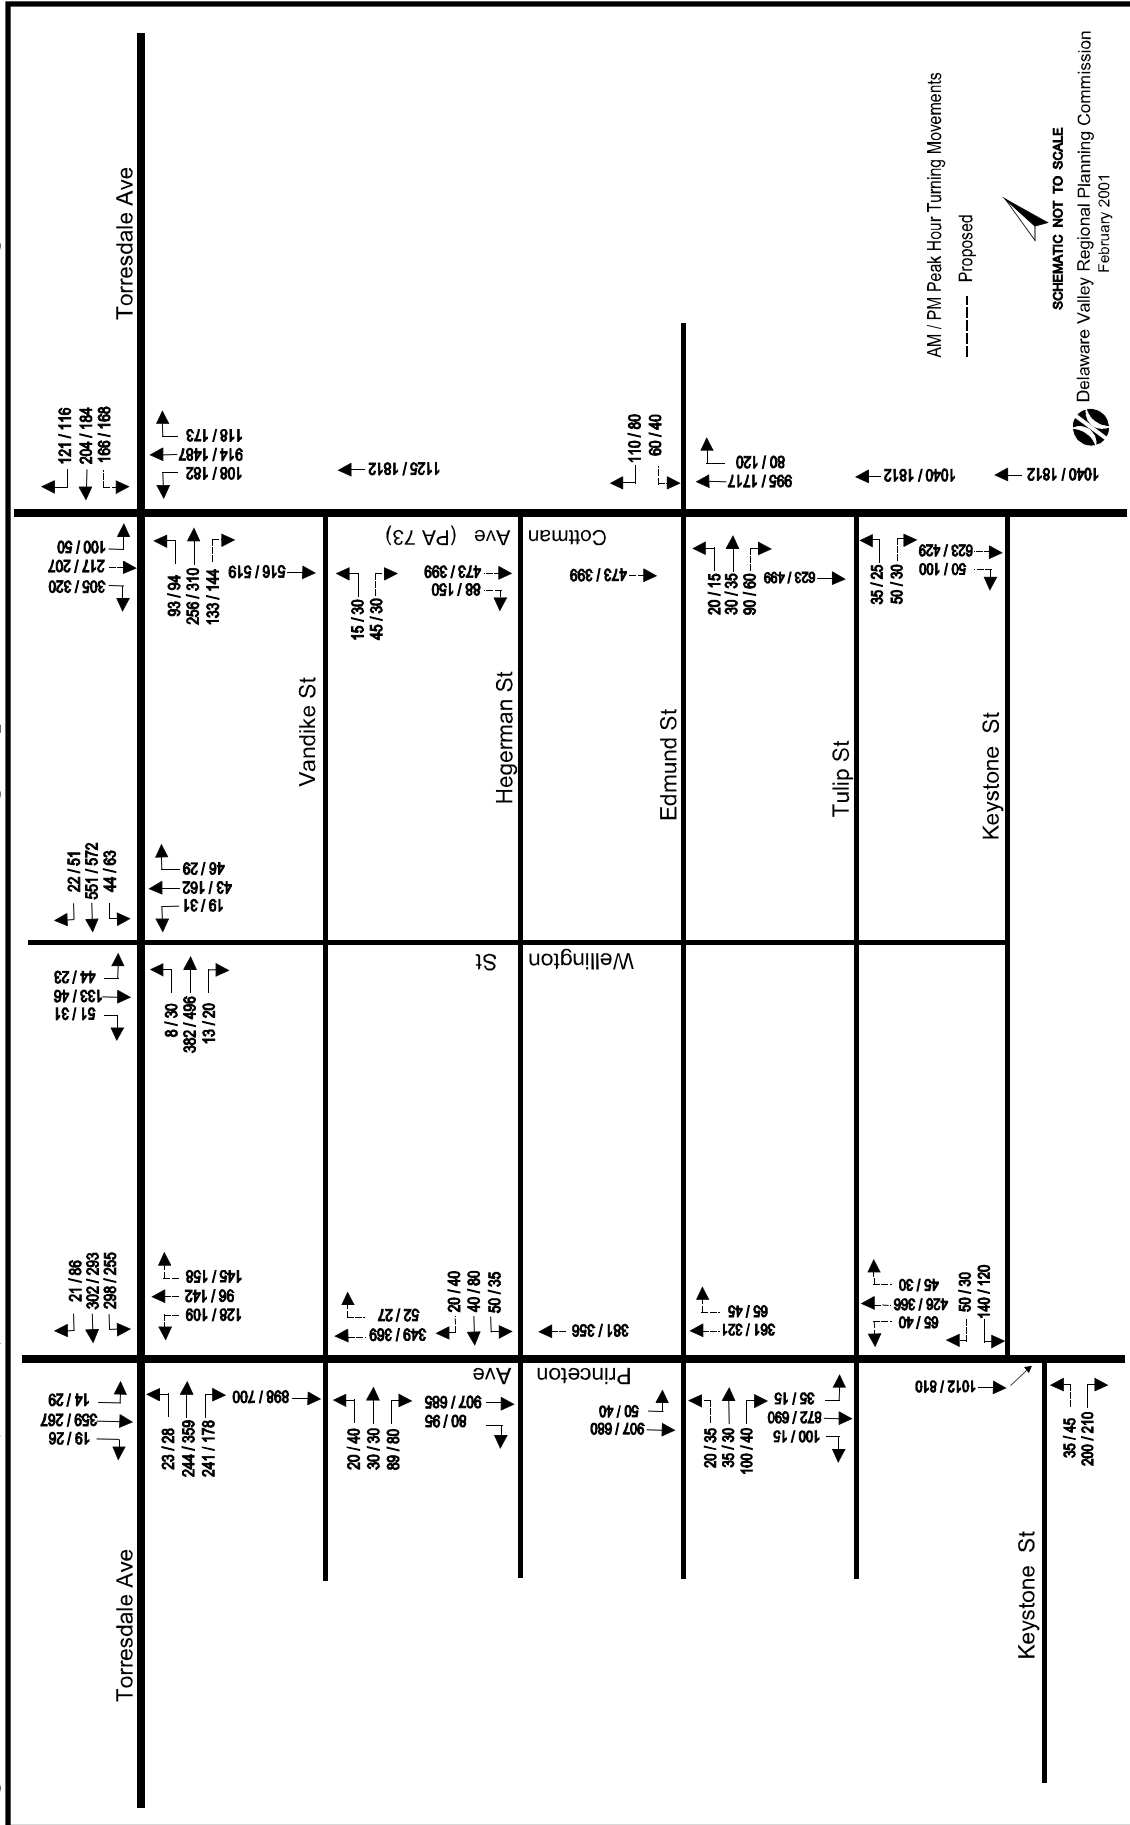 Torresdale Ave
121 / 116
204 / 184
166 / 168
118 / 173
914 / 1487
108 / 182
100 / 50
217 / 207
305 / 320
93 / 94
256 / 310
133 / 144
516 / 519
1125 / 1812
Vandike St
15 / 30
45 / 30
Cottman Ave (PA 73)
473 / 399
88 / 150
Hegerman St
473 / 399
110 / 80
60 / 40
80 / 120
995 / 1717
Edmund St
20 / 15
30 / 35
90 / 60
623 / 499
1040 / 1812
Tulip St
35 / 25
50 / 30
623 / 429
50 / 100
1040 / 1812
Keystone St
22 / 51
551 / 572
44 / 63
46 / 29
43 / 162
19 / 31
44 / 23
133 / 46
51 / 31
8 / 30
382 / 496
13 / 20
Wellington St
21 / 86
302 / 293
298 / 255
145 / 158
96 / 142
128 / 109
14 / 29
359 / 267
19 / 26
23 / 28
244 / 359
241 / 178
898 / 700
52 / 27
349 / 369
20 / 40
40 / 80
50 / 35
20 / 40
30 / 30
89 / 80
907 / 685
80 / 95
Princeton Ave
381 / 356
50 / 40
907 / 680
65 / 45
361 / 321
20 / 35
35 / 30
100 / 40
35 / 15
872 / 690
100 / 15
45 / 30
426 / 366
65 / 40
50 / 30
140 / 120
1012 / 810
35 / 45
200 / 210
Torresdale Ave
Keystone St
AM / PM Peak Hour Turning Movements
Proposed
SCHEMATIC NOT TO SCALE
Delaware Valley Regional Planning Commission
February 2001